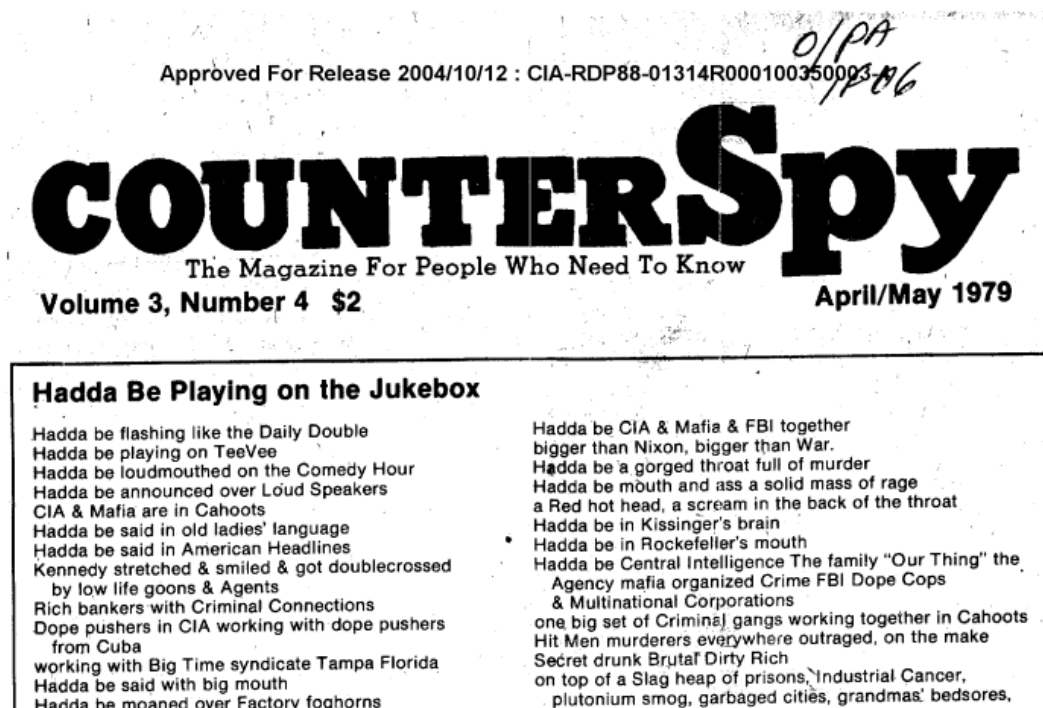 O/PA
Approved For Release 2004/10/12 : CIA-RDP88-01314R000100350003-
1F06
COUNTERSpy
The Magazine For People Who Need To Know
Volume 3, Number 4 $2
April/May 1979
Hadda Be Playing on the Jukebox
Hadda be flashing like the Daily Double
Hadda be playing on TeeVee
Hadda be loudmouthed on the Comedy Hour
Hadda be announced over Loud Speakers
CIA & Mafia are in Cahoots
Hadda be said in old ladies' language
Hadda be said in American Headlines
Kennedy stretched & smiled & got doublecrossed
by low life goons & Agents
Rich bankers with Criminal Connections
Dope pushers in CIA working with dope pushers
from Cuba
working with Big Time syndicate Tampa Florida
Hadda be said with big mouth
Hadda be moaned over Factory foghorns
Hadda be CIA & Mafia & FBI together
bigger than Nixon, bigger than War.
Hadda be a gorged throat full of murder
Hadda be mouth and ass a solid mass of rage
a Red hot head, a scream in the back of the throat
Hadda be in Kissinger's brain
Hadda be in Rockefeller's mouth
Hadda be Central Intelligence The family "Our Thing" the
Agency mafia organized Crime FBI Dope Cops
& Multinational Corporations
one big set of Criminal gangs working together in Cahoots
Hit Men murderers everywhere outraged, on the make
Secret drunk Brutal Dirty Rich
on top of a Slag heap of prisons, Industrial Cancer,
plutonium smog, garbaged cities, grandmas' bedsores,